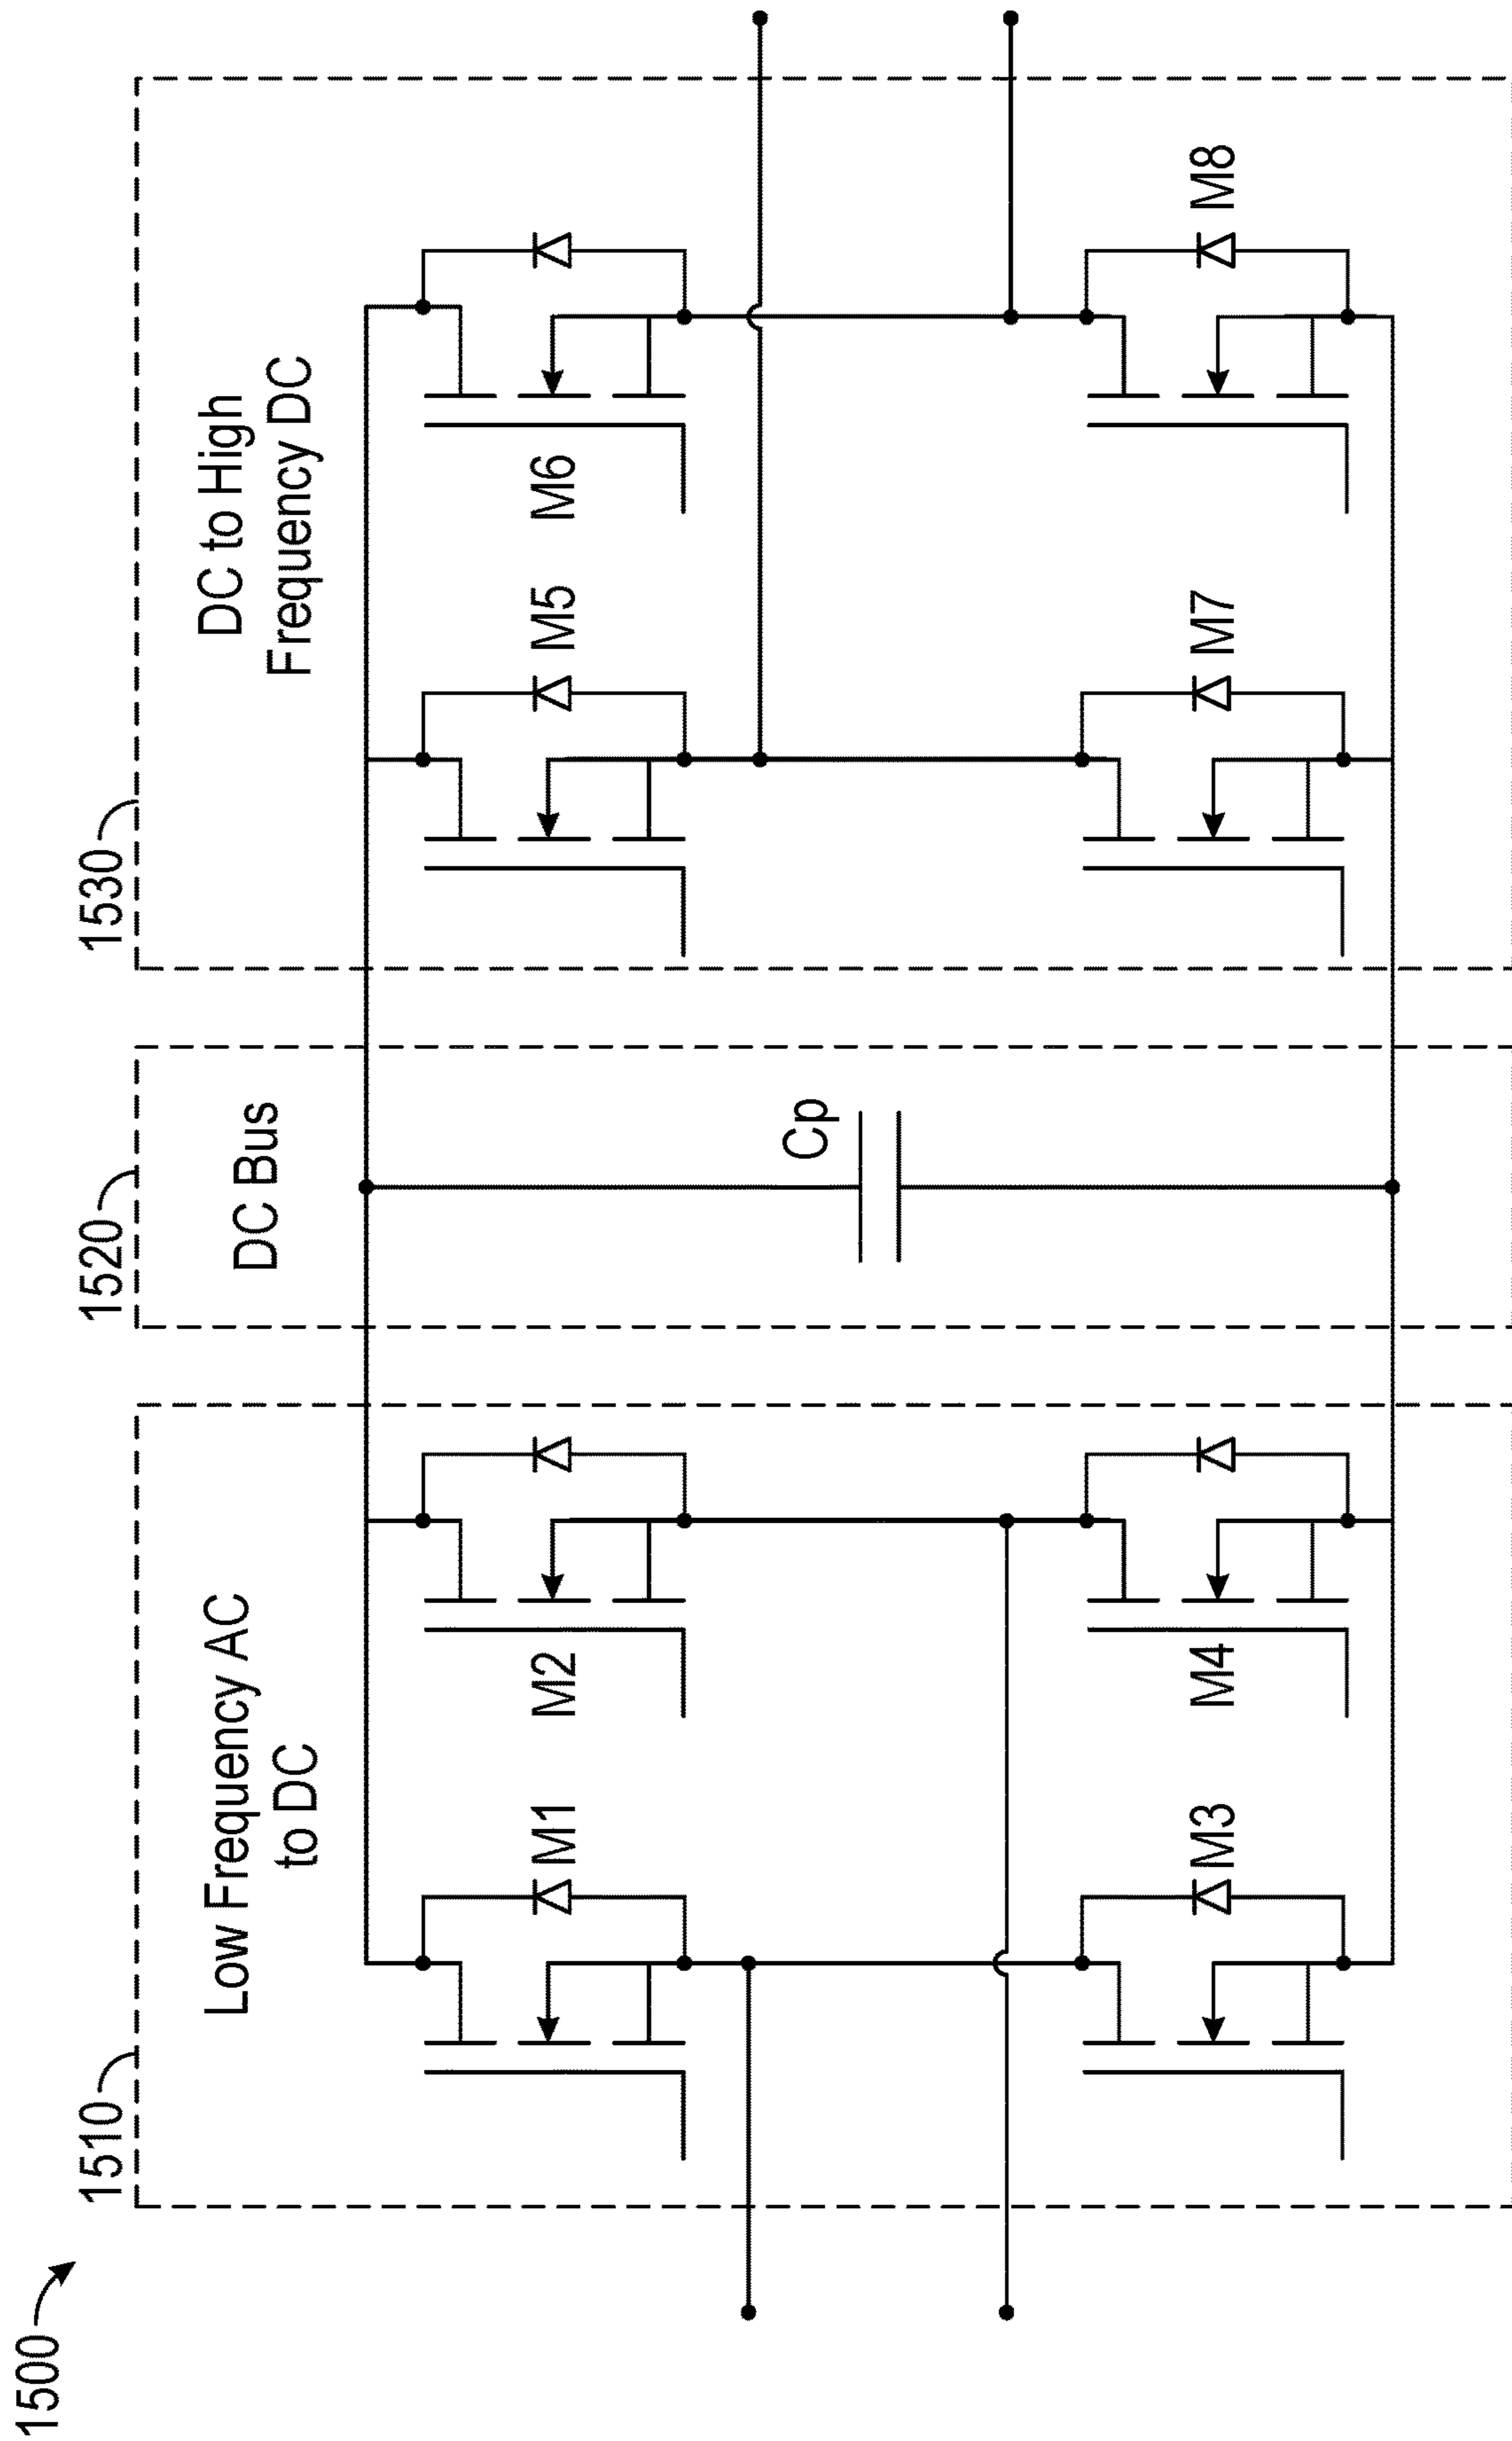 1500
1510
1520
1530
Low Frequency AC
to DC
DC Bus
DC to High
Frequency DC
M1
M2
M5
M6
Cp
M3
M4
M7
M8